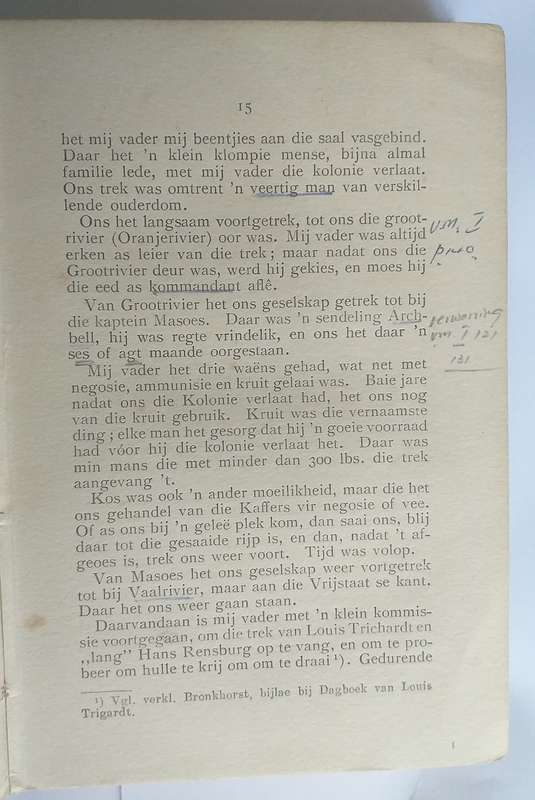 15
het mij vader mij beentjies aan die saal vasgebind.
Daar het 'n klein klompie mense, bijna almal
familie lede, met mij vader die kolonie verlaat.
Ons trek was omtrent 'n veertig man van verskil-
lende ouderdom.
Ons het langsaam voortgetrek, tot ons die groot-
rivier (Oranjerivier) oor was. Mij vader was altijd
erken as leier van die trek; maar nadat ons die
Grootrivier deur was, werd hij gekies, en moes hij
die eed as kommandant aflê.
Van Grootrivier het ons geselskap getrek tot bij
die kaptein Masoes. Daar was 'n sendeling Arch-
bell, hij was regte vrindelik, en ons het daar 'n
ses of agt maande oorgestaan.
Mij vader het drie waëns gehad, wat net met
negosie, ammunisie en kruit gelaai was. Baie jare
nadat ons die Kolonie verlaat had, het ons nog
van die kruit gebruik. Kruit was die vernaamste
ding; elke man het gesorg dat hij 'n goeie voorraad
had vóor hij die kolonie verlaat het. Daar was
min mans die met minder dan 300 lbs. die trek
aangevang 't.
Kos was ook 'n ander moeilikheid, maar die het
ons gehandel van die Kaffers vir negosie of vee.
Of as ons bij 'n geleë plek kom, dan saai ons, blij
daar tot die gesaaide rijp is, en dan, nadat 't af-
geoes is, trek ons weer voort. Tijd was volop.
Van Masoes het ons geselskap weer vortgetrek
tot bij Vaalrivier, maar aan die Vrijstaat se kant.
Daar het ons weer gaan staan.
Daarvandaan is mij vader met 'n klein kommis-
sie voortgegaan, om die trek van Louis Trichardt en
„lang” Hans Rensburg op te vang, en om te pro-
beer om hulle te krij om om te draai ¹). Gedurende
¹) Vgl. verkl. Bronkhorst, bijlae bij Dagboek van Louis
Trigardt.
vm. I
vm. I 121
131
1